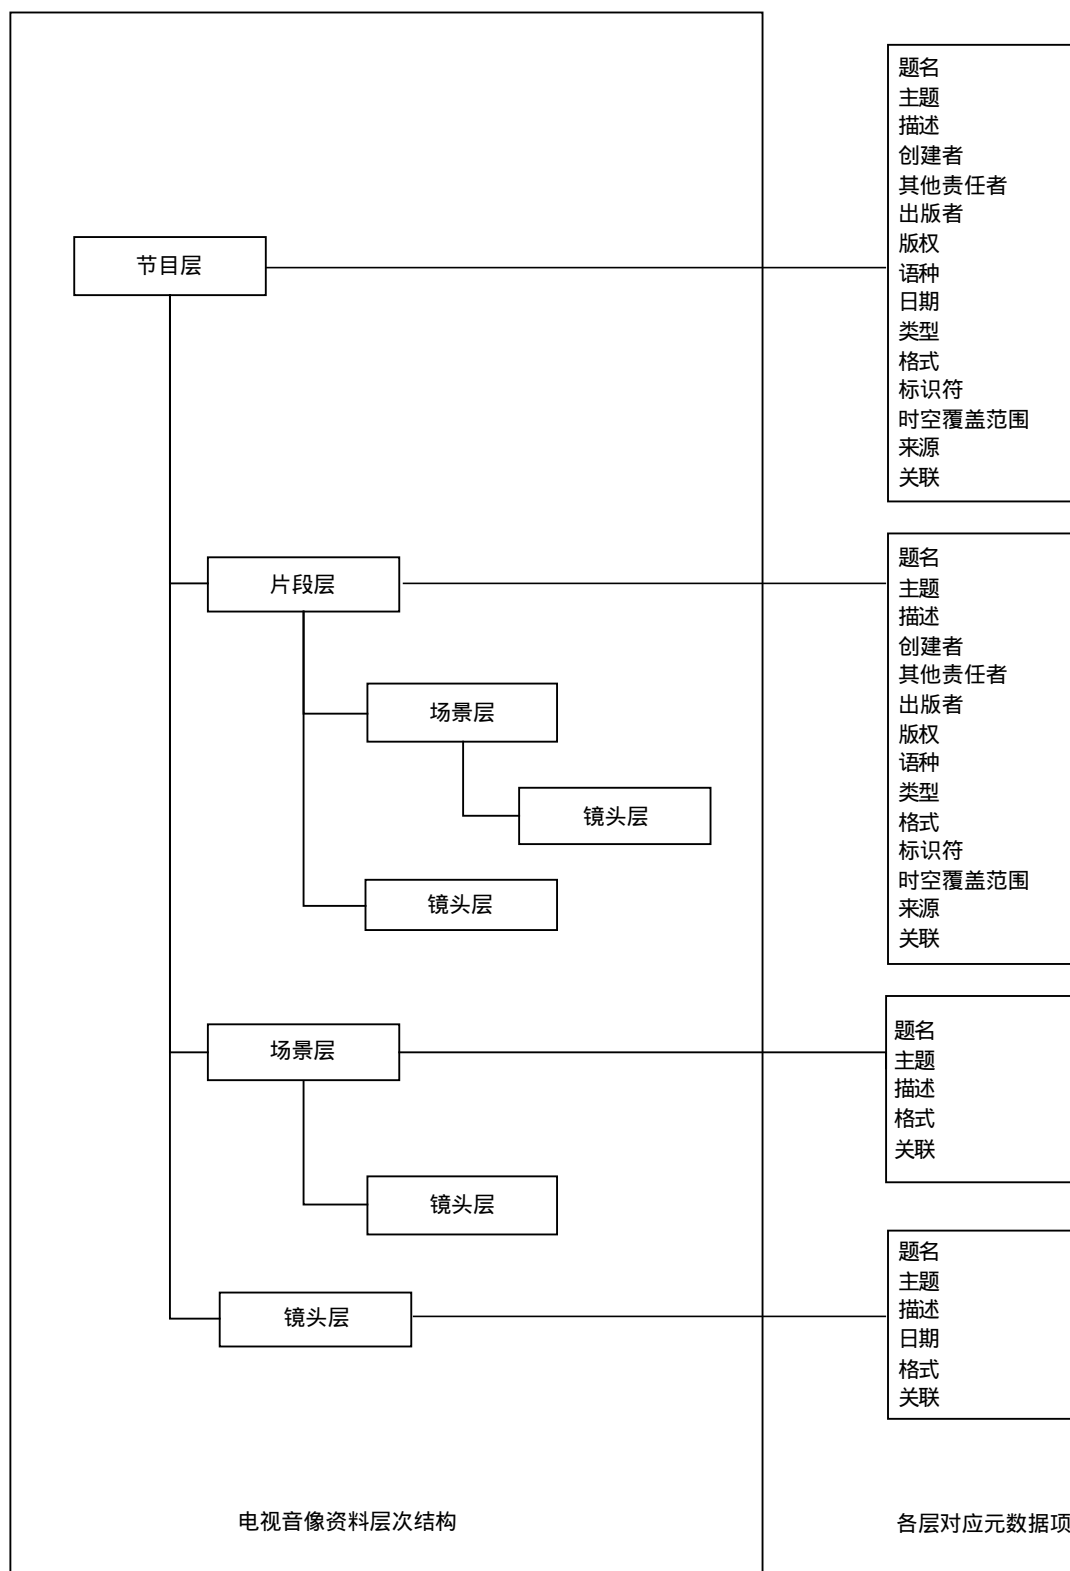 节目层
片段层
场景层
镜头层
镜头层
场景层
镜头层
镜头层
电视音像资料层次结构
题名
主题
描述
创建者
其他责任者
出版者
版权
语种
日期
类型
格式
标识符
时空覆盖范围
来源
关联
题名
主题
描述
创建者
其他责任者
出版者
版权
语种
类型
格式
标识符
时空覆盖范围
来源
关联
题名
主题
描述
格式
关联
题名
主题
描述
日期
格式
关联
各层对应元数据项